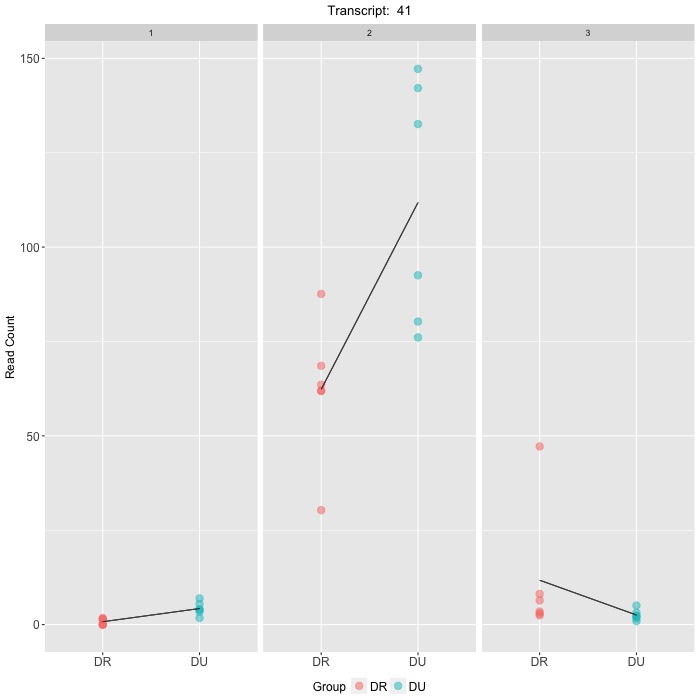 Transcript:  41
1 2 3
150
100
50
0
Read Count
DR DU DR DU DR DU
Group DR DU